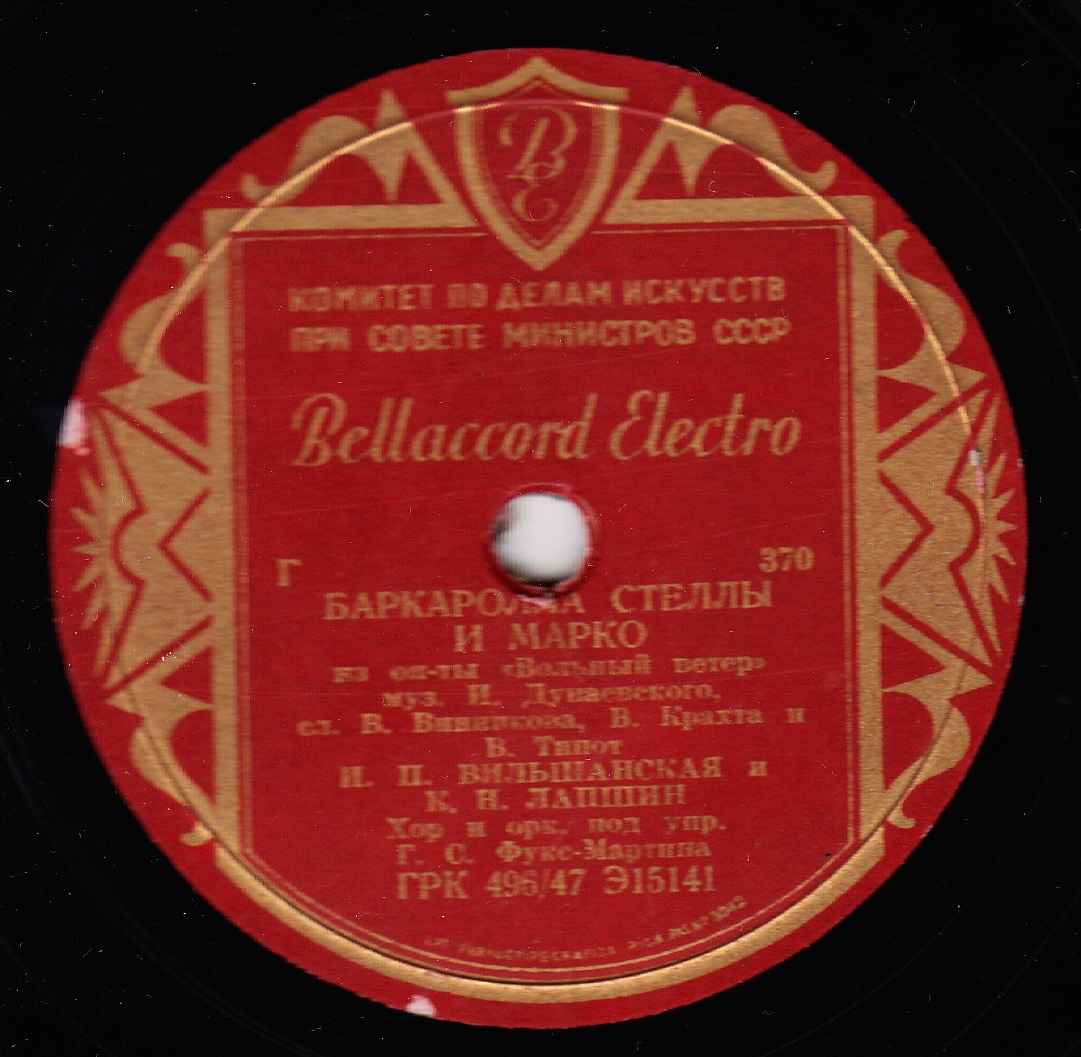 BE
КОМИТЕТ ПО ДЕЛАМ ИСКУССТВ
ПРИ СОВЕТЕ МИНИСТРОВ СССР
Bellaccord Electro
Г 370
БАРКАРОЛЛА СТЕЛЛЫ
И МАРКО
из оп-ты «Вольный ветер»
муз. И. Дунаевского,
сл. В. Винникова, В. Крахта и
В. Типот
И. П. ВИЛЬШАНСКАЯ и
К. Н. ЛАПШИН
Хор и орк. под упр.
Г. С. Фукс-Мартина
ГРК 496/47 Э15141